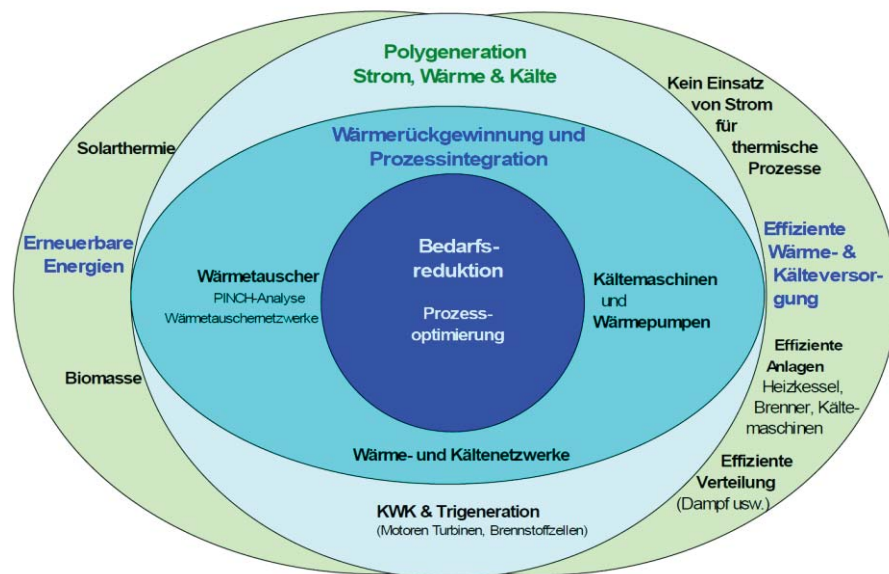 Polygeneration
Strom, Wärme & Kälte
Kein Einsatz
von Strom
für
thermische
Prozesse
Solarthermie
Wärmerückgewinnung und
Prozessintegration
Erneuerbare
Energien
Bedarfs-
reduktion
Prozess-
optimierung
Wärmetauscher
PINCH-Analyse
Wärmetauschernetzwerke
Kältemaschinen
und
Wärmepumpen
Effiziente
Wärme- &
Kälteversor-
gung
Biomasse
Effiziente
Anlagen
Heizkessel,
Brenner, Kälte-
maschinen
Wärme- und Kältenetzwerke
Effiziente
Verteilung
(Dampf usw.)
KWK & Trigeneration
(Motoren Turbinen, Brennstoffzellen)